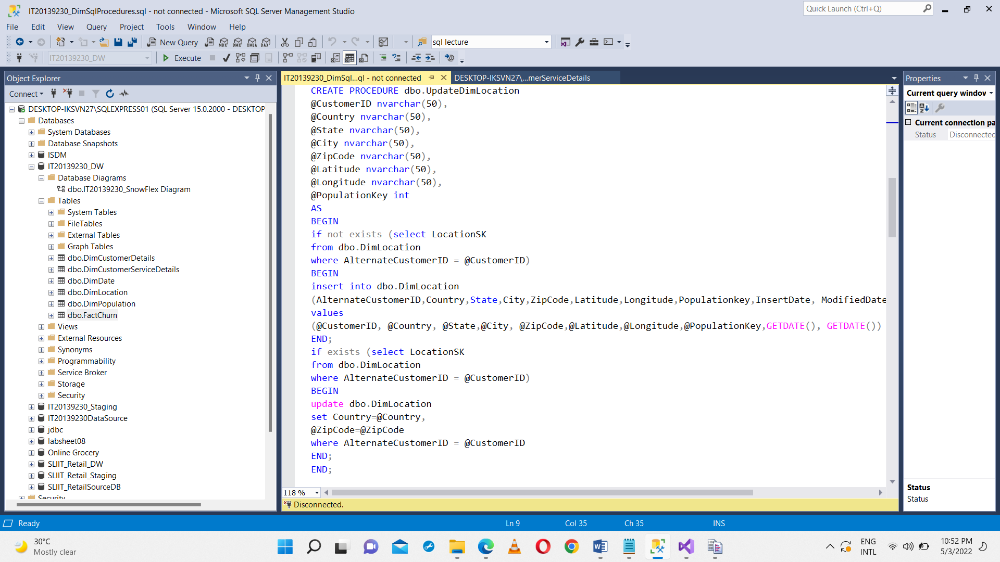 IT20139230_DimSqlProcedures.sql - not connected - Microsoft SQL Server Management Studio
Quick Launch (Ctrl+Q)
File Edit View Query Project Tools Window Help
New Query
MDX DMX XMLA DAX
sql lecture
IT20139230_DW
Execute
Object Explorer
Connect
DESKTOP-IKSVN27\SQLEXPRESS01 (SQL Server 15.0.2000 - DESKTOP
Databases
System Databases
Database Snapshots
ISDM
IT20139230_DW
Database Diagrams
dbo.IT20139230_SnowFlex Diagram
Tables
System Tables
FileTables
External Tables
Graph Tables
dbo.DimCustomerDetails
dbo.DimCustomerServiceDetails
dbo.DimDate
dbo.DimLocation
dbo.DimPopulation
dbo.FactChurn
Views
External Resources
Synonyms
Programmability
Service Broker
Storage
Security
IT20139230_Staging
IT20139230DataSource
jdbc
labsheet08
Online Grocery
SLIIT_Retail_DW
SLIIT_Retail_Staging
SLIIT_RetailSourceDB
Security
IT20139230_DimSql...ql - not connected
DESKTOP-IKSVN27\...merServiceDetails
CREATE PROCEDURE dbo.UpdateDimLocation
@CustomerID nvarchar(50),
@Country nvarchar(50),
@State nvarchar(50),
@City nvarchar(50),
@ZipCode nvarchar(50),
@Latitude nvarchar(50),
@Longitude nvarchar(50),
@PopulationKey int
AS
BEGIN
if not exists (select LocationSK
from dbo.DimLocation
where AlternateCustomerID = @CustomerID)
BEGIN
insert into dbo.DimLocation
(AlternateCustomerID,Country,State,City,ZipCode,Latitude,Longitude,Populationkey,InsertDate, ModifiedDate
values
(@CustomerID, @Country, @State,@City, @ZipCode,@Latitude,@Longitude,@PopulationKey,GETDATE(), GETDATE())
END;
if exists (select LocationSK
from dbo.DimLocation
where AlternateCustomerID = @CustomerID)
BEGIN
update dbo.DimLocation
set Country=@Country,
@ZipCode=@ZipCode
where AlternateCustomerID = @CustomerID
END;
END;
118 %
Disconnected.
Properties
Current query window
Current connection pa
Status Disconnected
Status
Status
Ready
Ln 9
Col 35
Ch 35
INS
30°C
Mostly clear
ENG
INTL
10:52 PM
5/3/2022